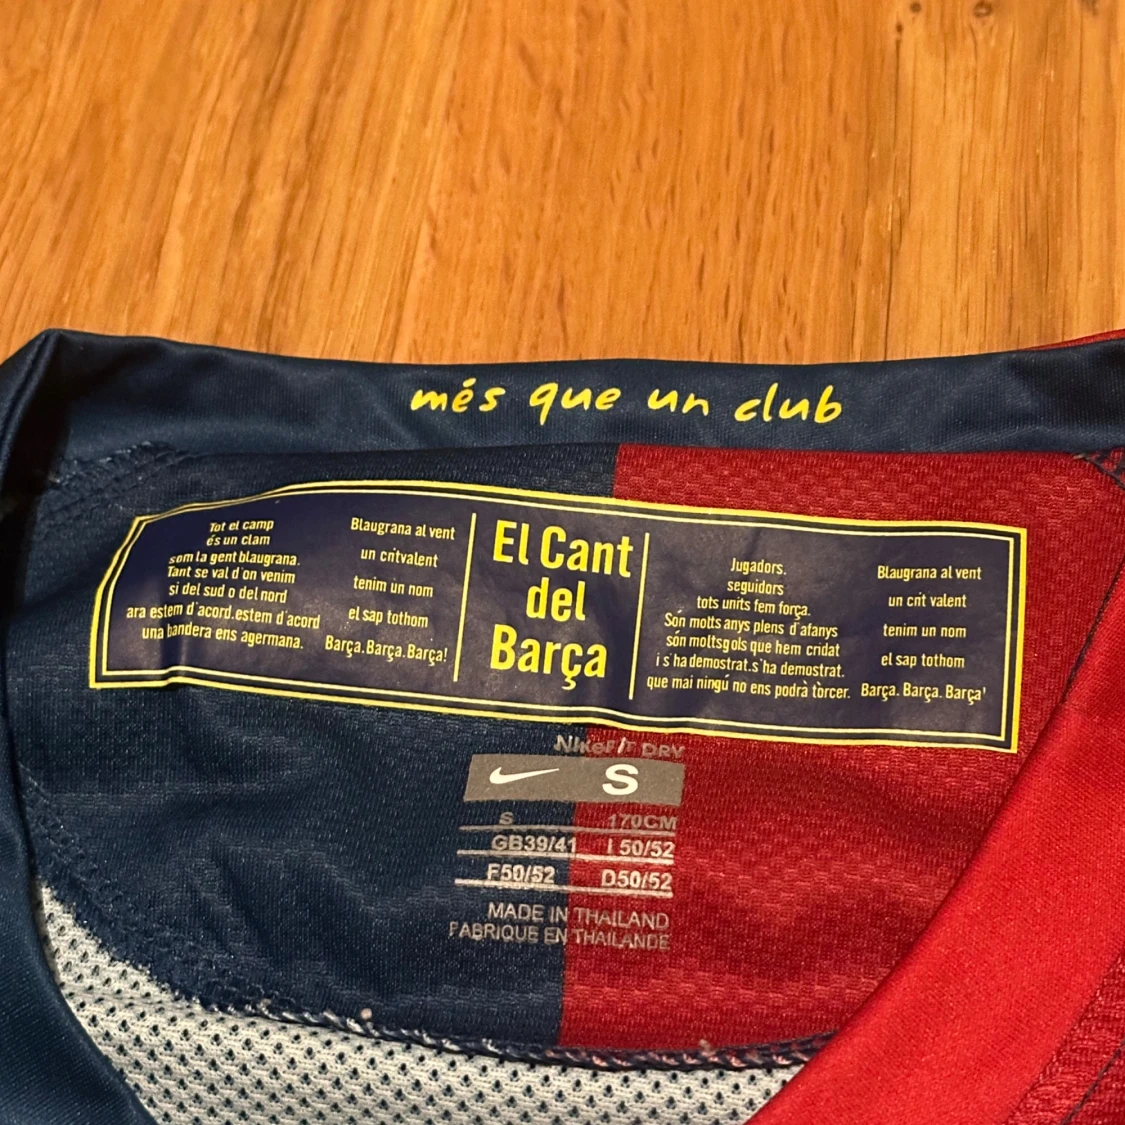 més que un club
Tot el camp
és un clam
som la gent blaugrana.
Tant se val d'on venim
si del sud o del nord
ara estem d'acord.estem d'acord
una bandera ens agermana.
Blaugrana al vent
un crit valent
tenim un nom
el sap tothom
Barça.Barça.Barça!
El Cant
del
Barça
Jugadors.
seguidors
tots units fem força.
Són molts anys plens d'afanys
són molts gols que hem cridat
i s'ha demostrat.s'ha demostrat.
que mai ningú no ens podrà tòrcer.
Blaugrana al vent
un crit valent
tenim un nom
el sap tothom
Barça. Barça. Barça!
NIKEFIT DRY
S
S 170CM
GB39/41 I 50/52
F50/52 D50/52
MADE IN THAILAND
FABRIQUE EN THAILANDE